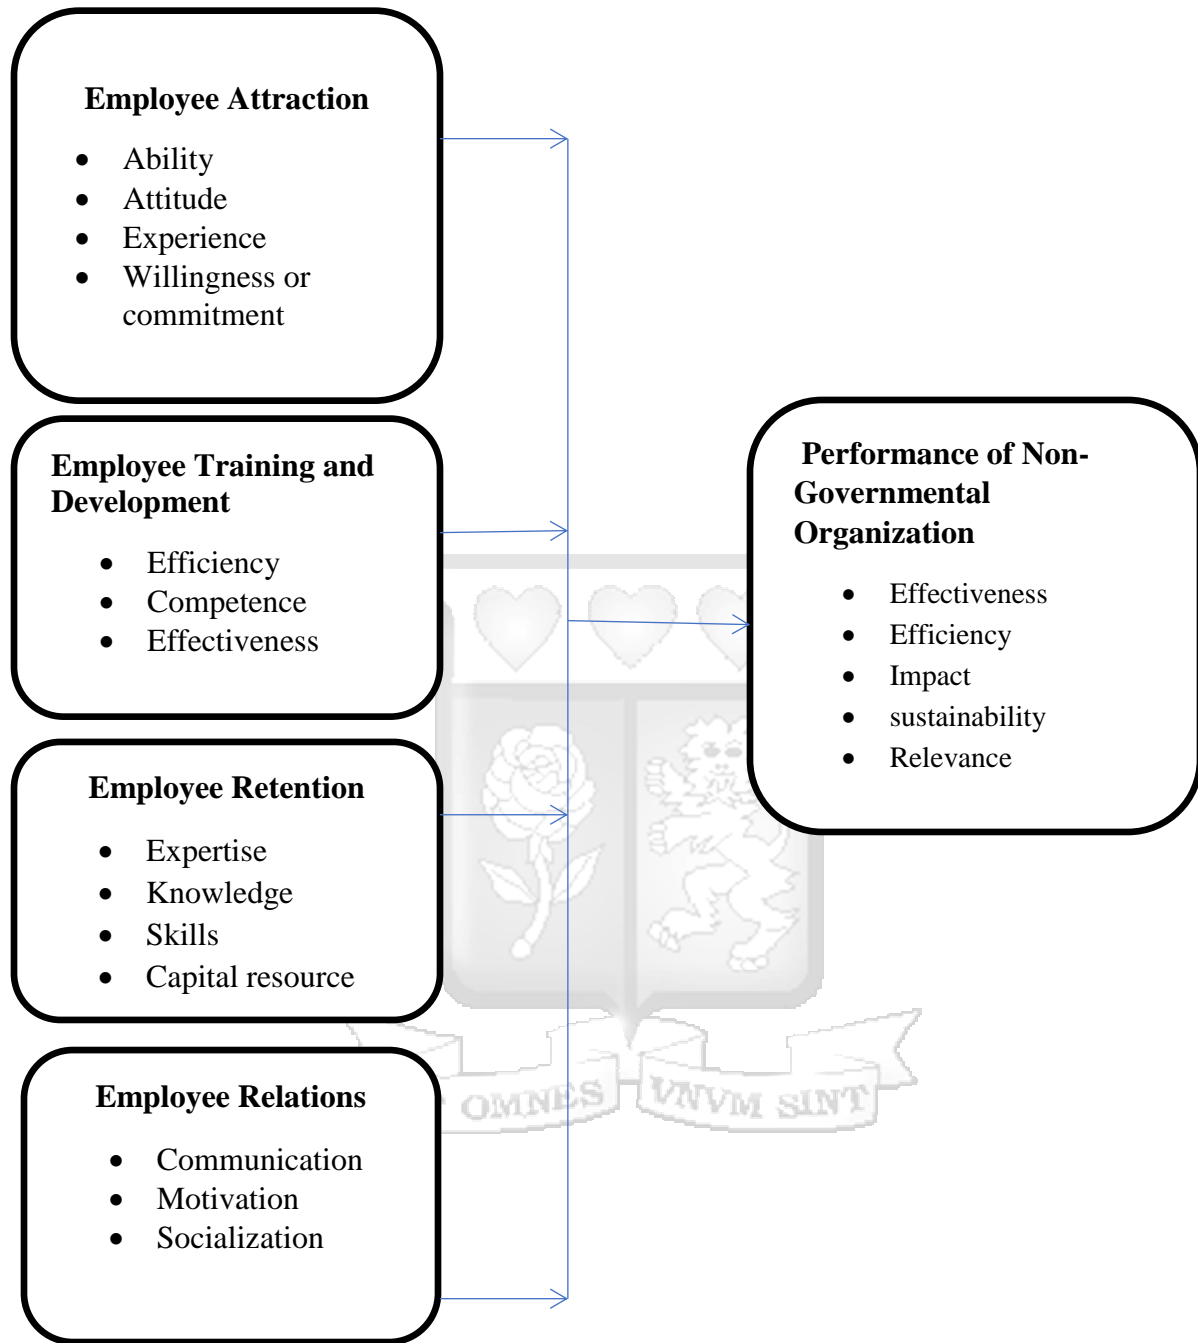 Employee Attraction
• Ability
• Attitude
• Experience
• Willingness or
commitment
Employee Training and
Development
• Efficiency
• Competence
• Effectiveness
Employee Retention
• Expertise
• Knowledge
• Skills
• Capital resource
Employee Relations
• Communication
• Motivation
• Socialization
Performance of Non-
Governmental
Organization
• Effectiveness
• Efficiency
• Impact
• sustainability
• Relevance
OMNES VNVM SINT